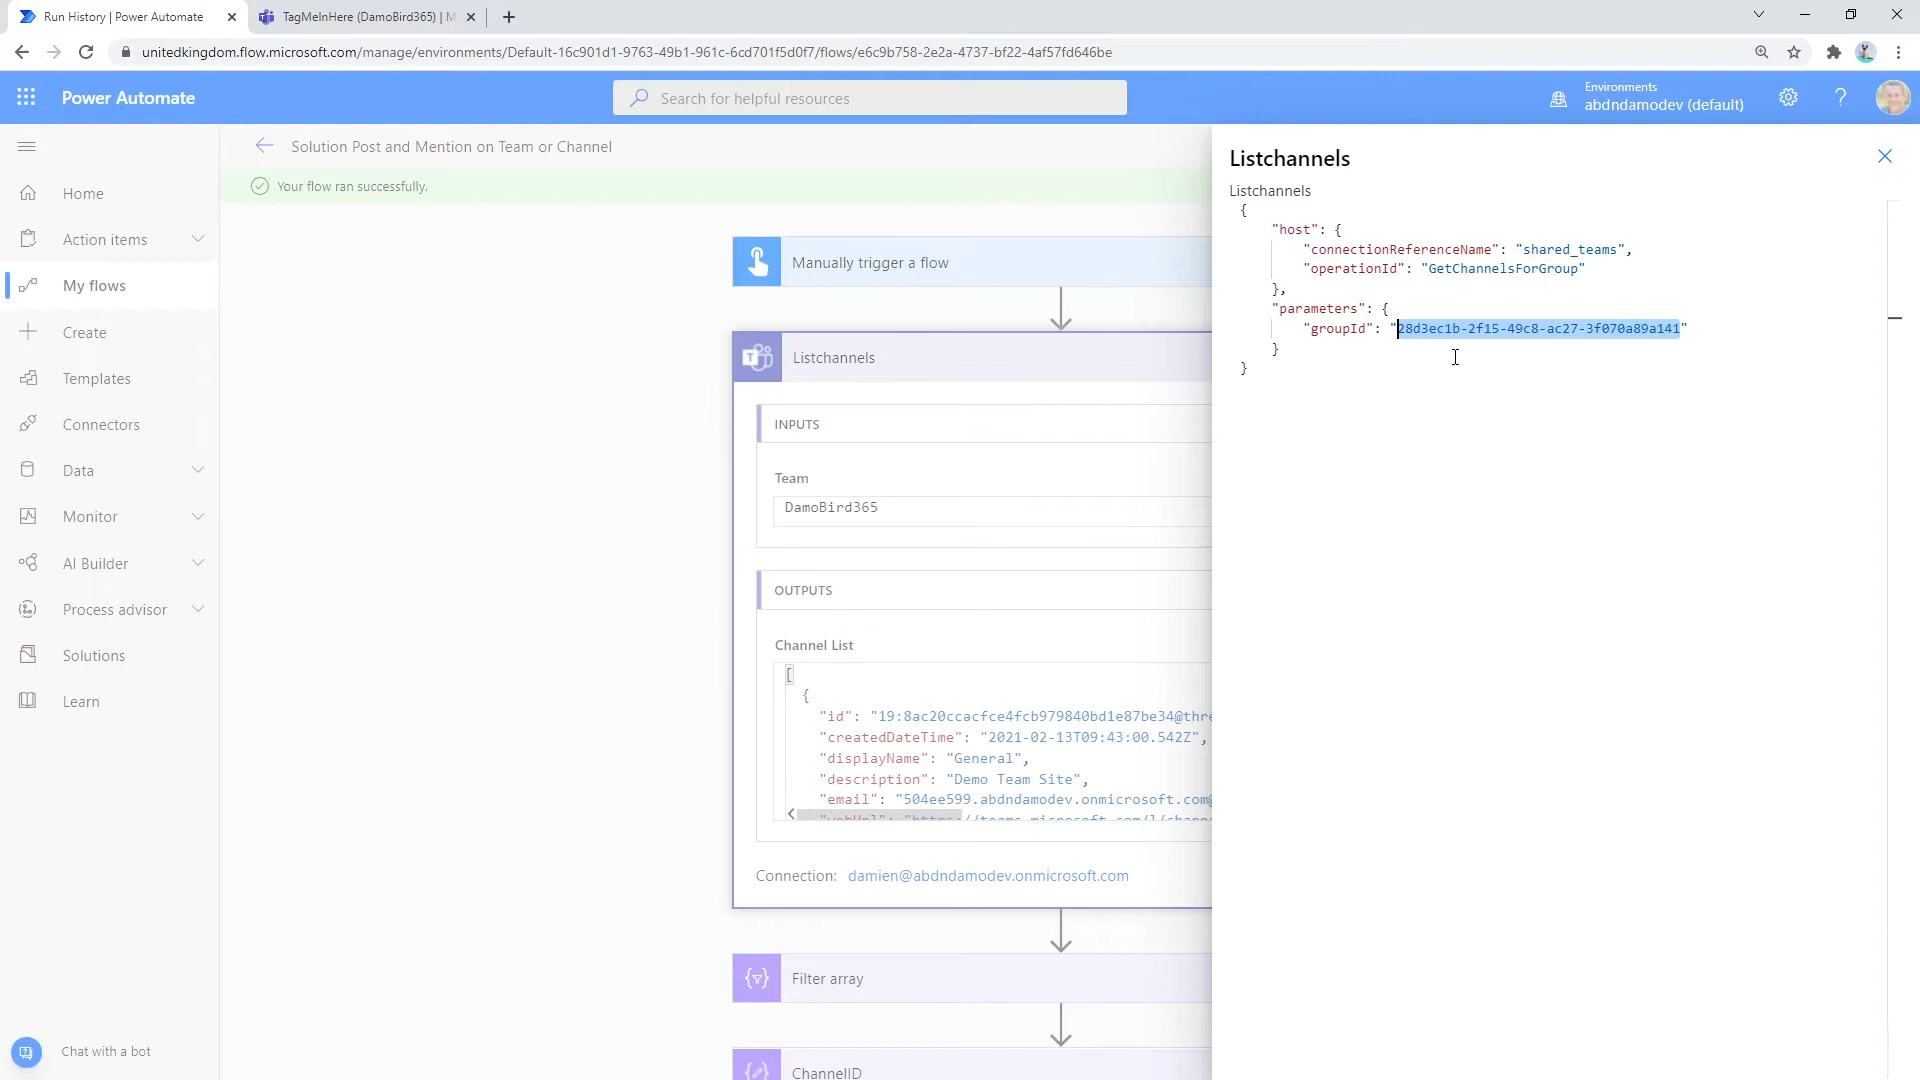 Run History | Power Automate
TagMeInHere (DamoBird365) | M
unitedkingdom.flow.microsoft.com/manage/environments/Default-16c901d1-9763-49b1-961c-6cd701f5d0f7/flows/e6c9b758-2e2a-4737-bf22-4af57fd646be
Power Automate
Search for helpful resources
Environments
abdndamodev (default)
Home
Action items
My flows
Create
Templates
Connectors
Data
Monitor
AI Builder
Process advisor
Solutions
Learn
Chat with a bot
Solution Post and Mention on Team or Channel
Your flow ran successfully.
Manually trigger a flow
Listchannels
INPUTS
Team
DamoBird365
OUTPUTS
Channel List
[
{
"id": "19:8ac20ccacfce4fcb979840bd1e87be34@thre
"createdDateTime": "2021-02-13T09:43:00.542Z",
"displayName": "General",
"description": "Demo Team Site",
"email": "504ee599.abdndamodev.onmicrosoft.com@
"webUrl": "https://teams.microsoft.com/l/chann
Connection: damien@abdndamodev.onmicrosoft.com
Filter array
ChannelID
Listchannels
Listchannels
{
"host": {
"connectionReferenceName": "shared_teams",
"operationId": "GetChannelsForGroup"
},
"parameters": {
"groupId": "28d3ec1b-2f15-49c8-ac27-3f070a89a141"
}
}